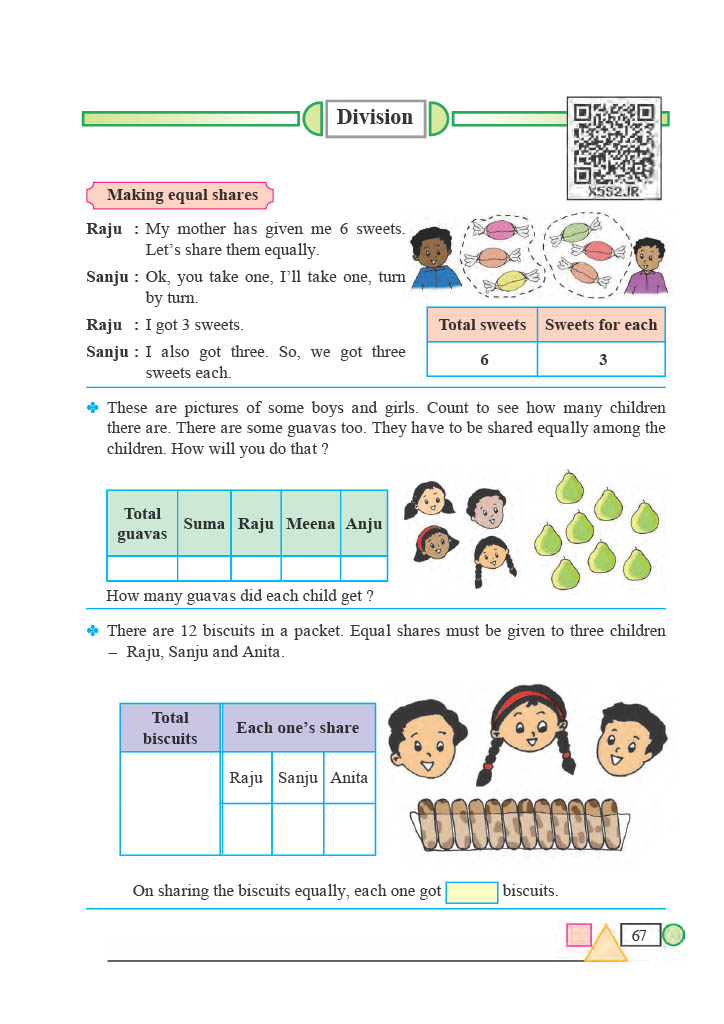 Division
X5S2JR
Making equal shares
Raju : My mother has given me 6 sweets.
Let's share them equally.
Sanju : Ok, you take one, I'll take one, turn
by turn.
Raju : I got 3 sweets.
Sanju : I also got three. So, we got three
sweets each.
Total sweets Sweets for each
6 3
✤ These are pictures of some boys and girls. Count to see how many children
there are. There are some guavas too. They have to be shared equally among the
children. How will you do that ?
Total
guavas Suma Raju Meena Anju
How many guavas did each child get ?
✤ There are 12 biscuits in a packet. Equal shares must be given to three children
– Raju, Sanju and Anita.
Total
biscuits Each one's share
Raju Sanju Anita
On sharing the biscuits equally, each one got biscuits.
67